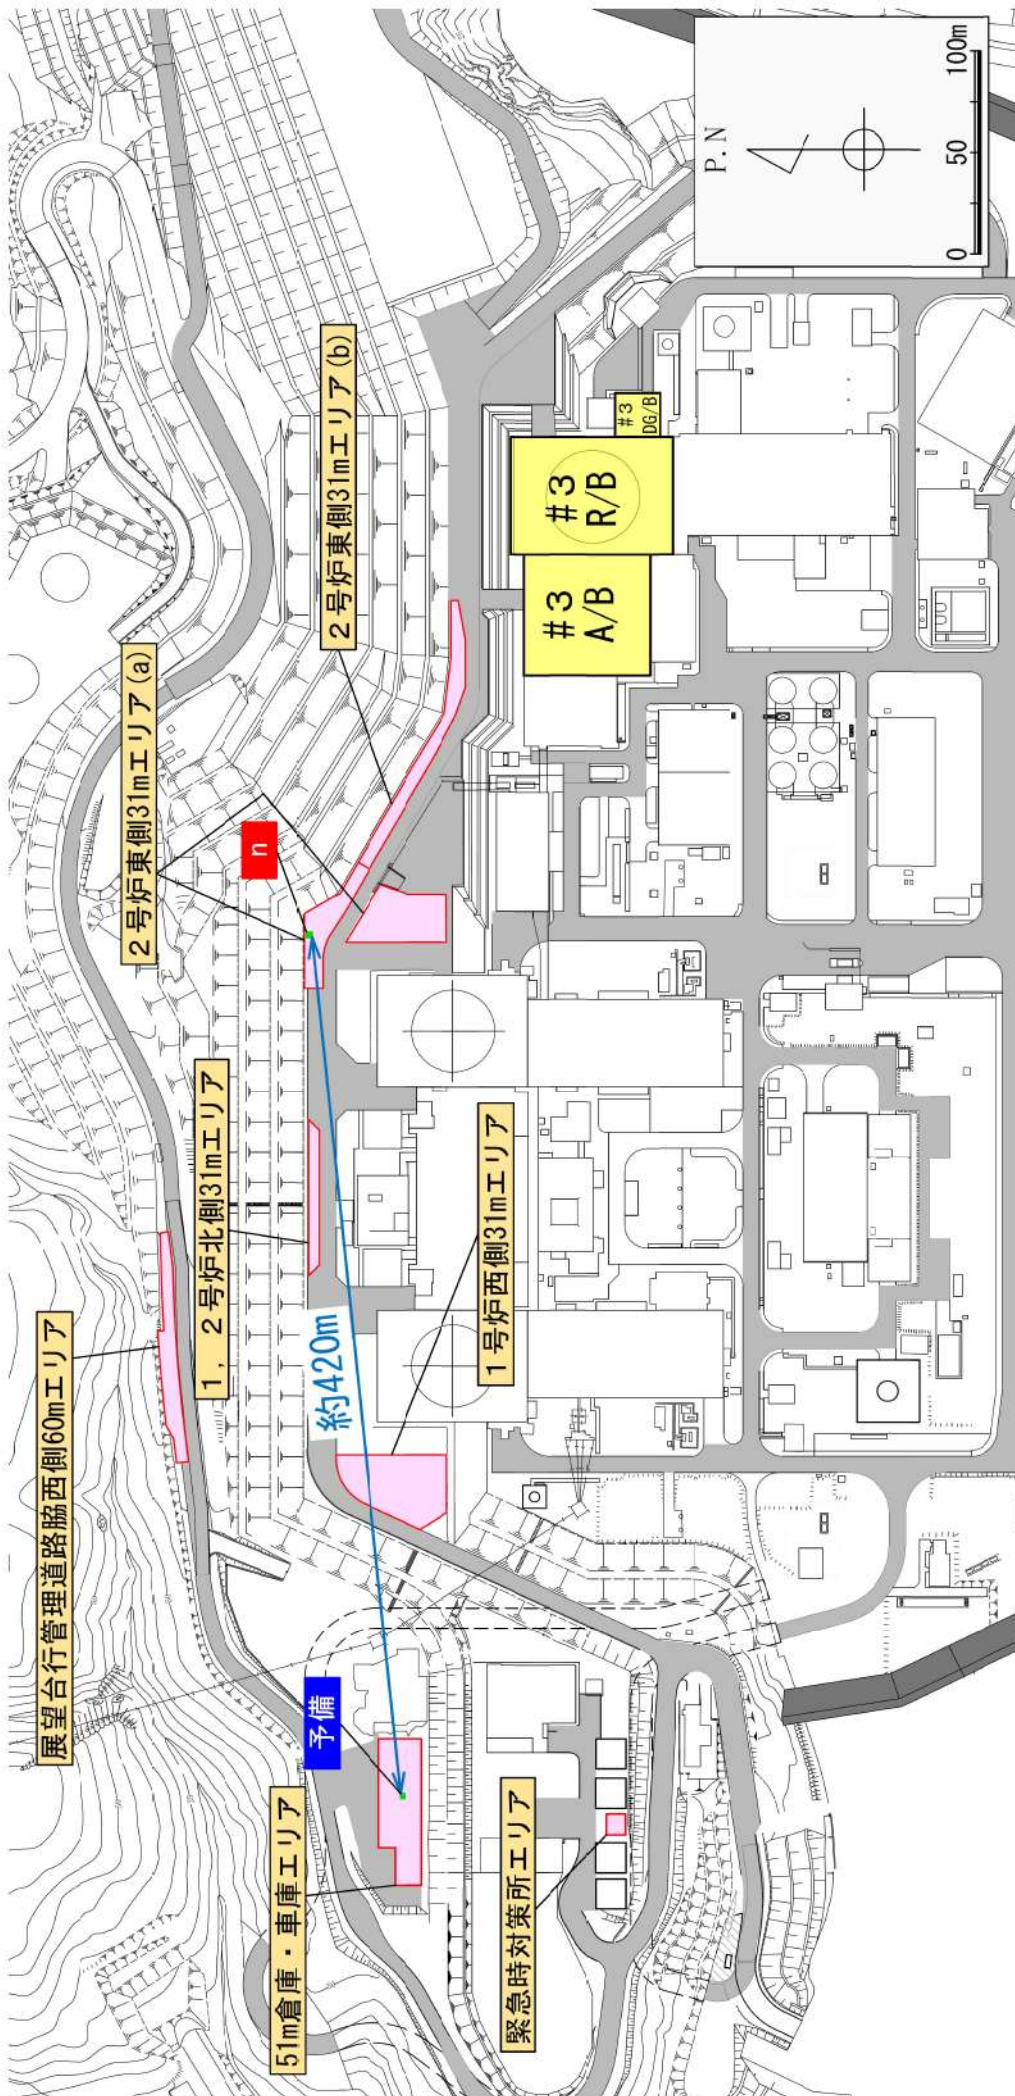 展望台行管理道路脇西側60mエリア
２号炉東側31mエリア(a)
２号炉東側31mエリア(b)
１，２号炉北側31mエリア
n
約420m
予備
51m倉庫・車庫エリア
１号炉西側31mエリア
緊急時対策所エリア
#3
A/B
#3
R/B
#3
DG/B
P.N
0
50
100m